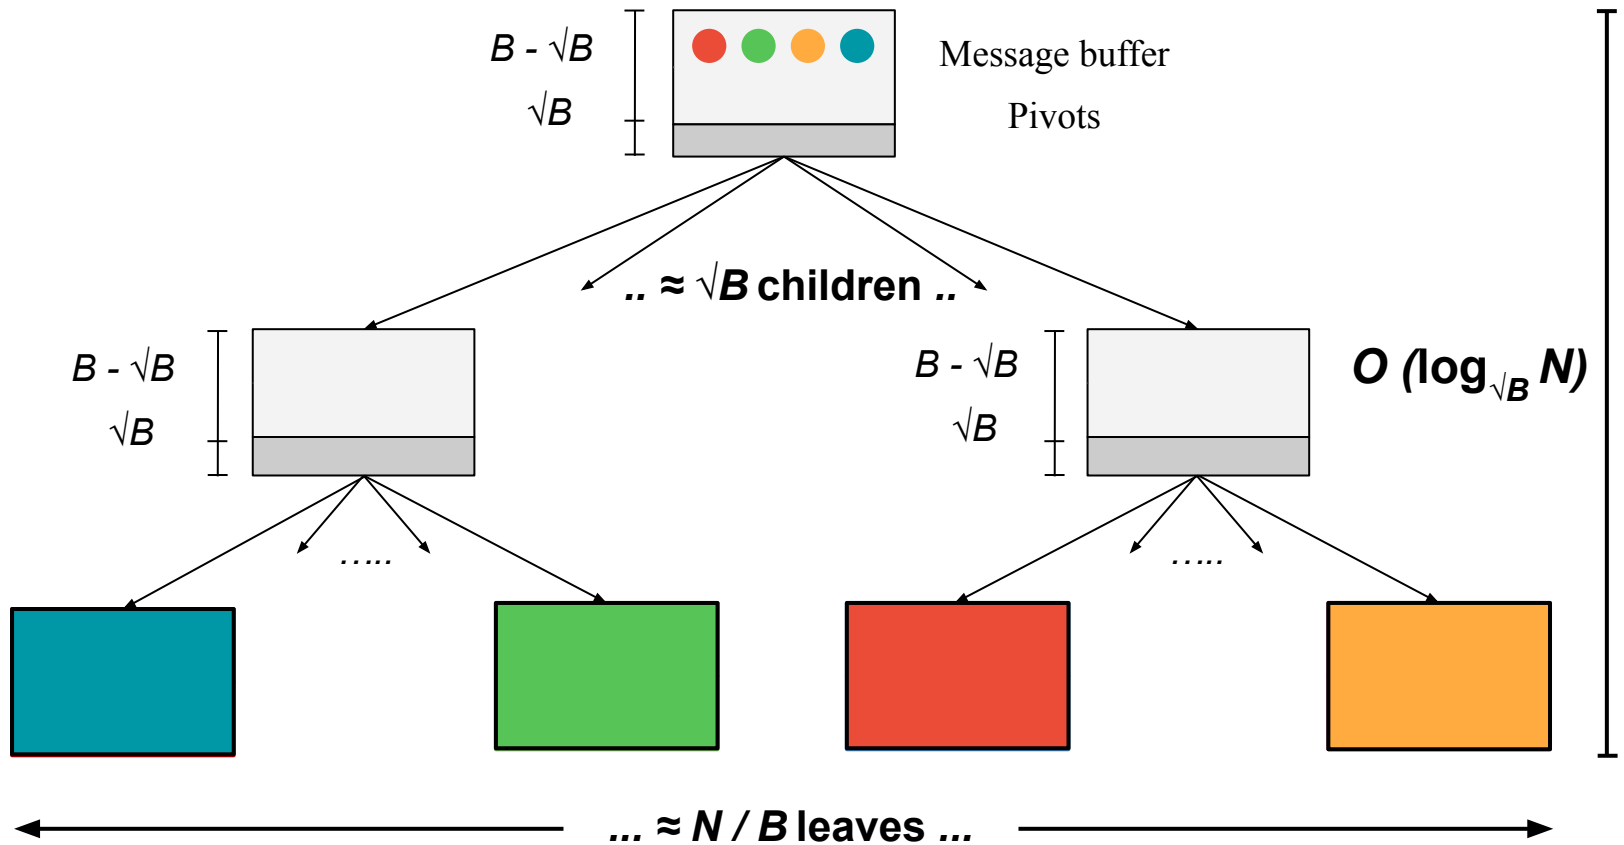 B - √B
√B
Message buffer
Pivots
.. ≈ √B children ..
B - √B
√B
B - √B
√B
O (log√B N)
.....
.....
... ≈ N / B leaves ...